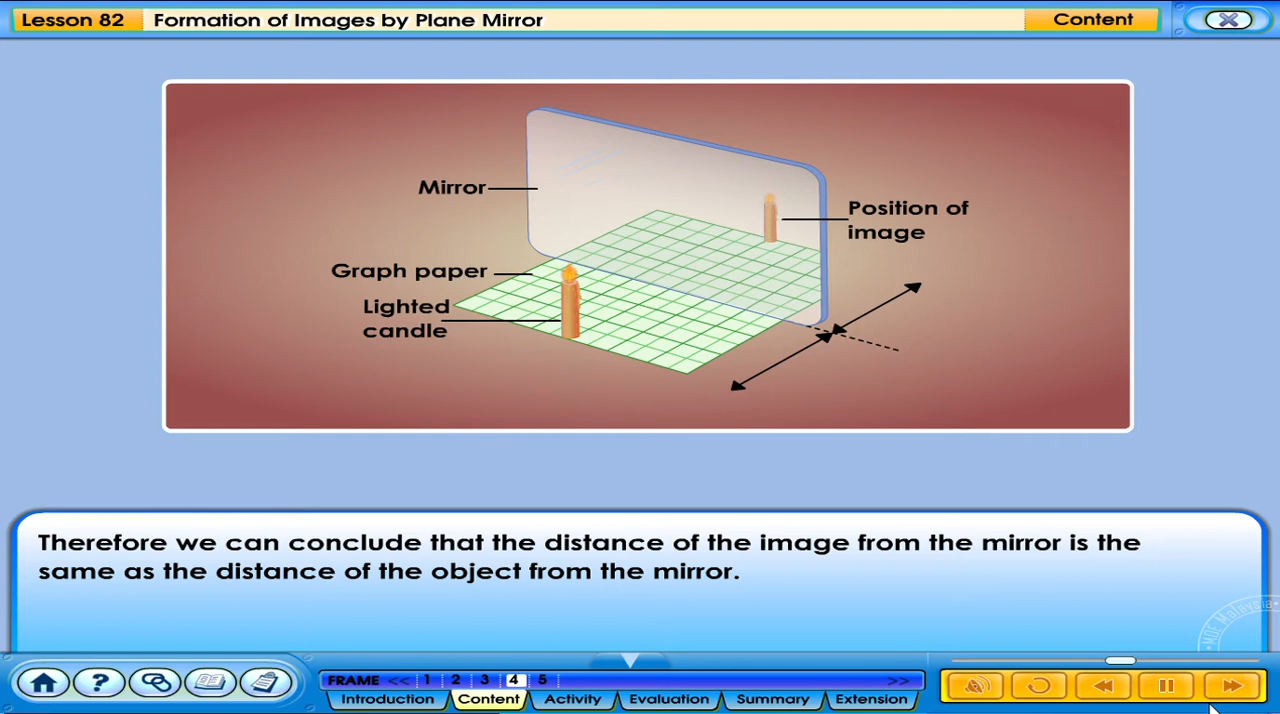 Lesson 82
Formation of Images by Plane Mirror
Content
Mirror
Position of
image
Graph paper
Lighted
candle
Therefore we can conclude that the distance of the image from the mirror is the
same as the distance of the object from the mirror.
MOE Malaysia
?
FRAME << 1 2 3 4 5 >>
Introduction Content Activity Evaluation Summary Extension